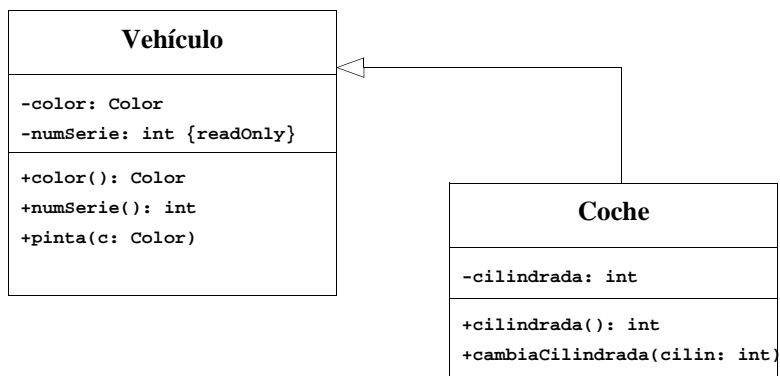 Vehículo
-color: Color
-numSerie: int {readOnly}
+color(): Color
+numSerie(): int
+pinta(c: Color)
Coche
-cilindrada: int
+cilindrada(): int
+cambiaCilindrada(cilin: int)